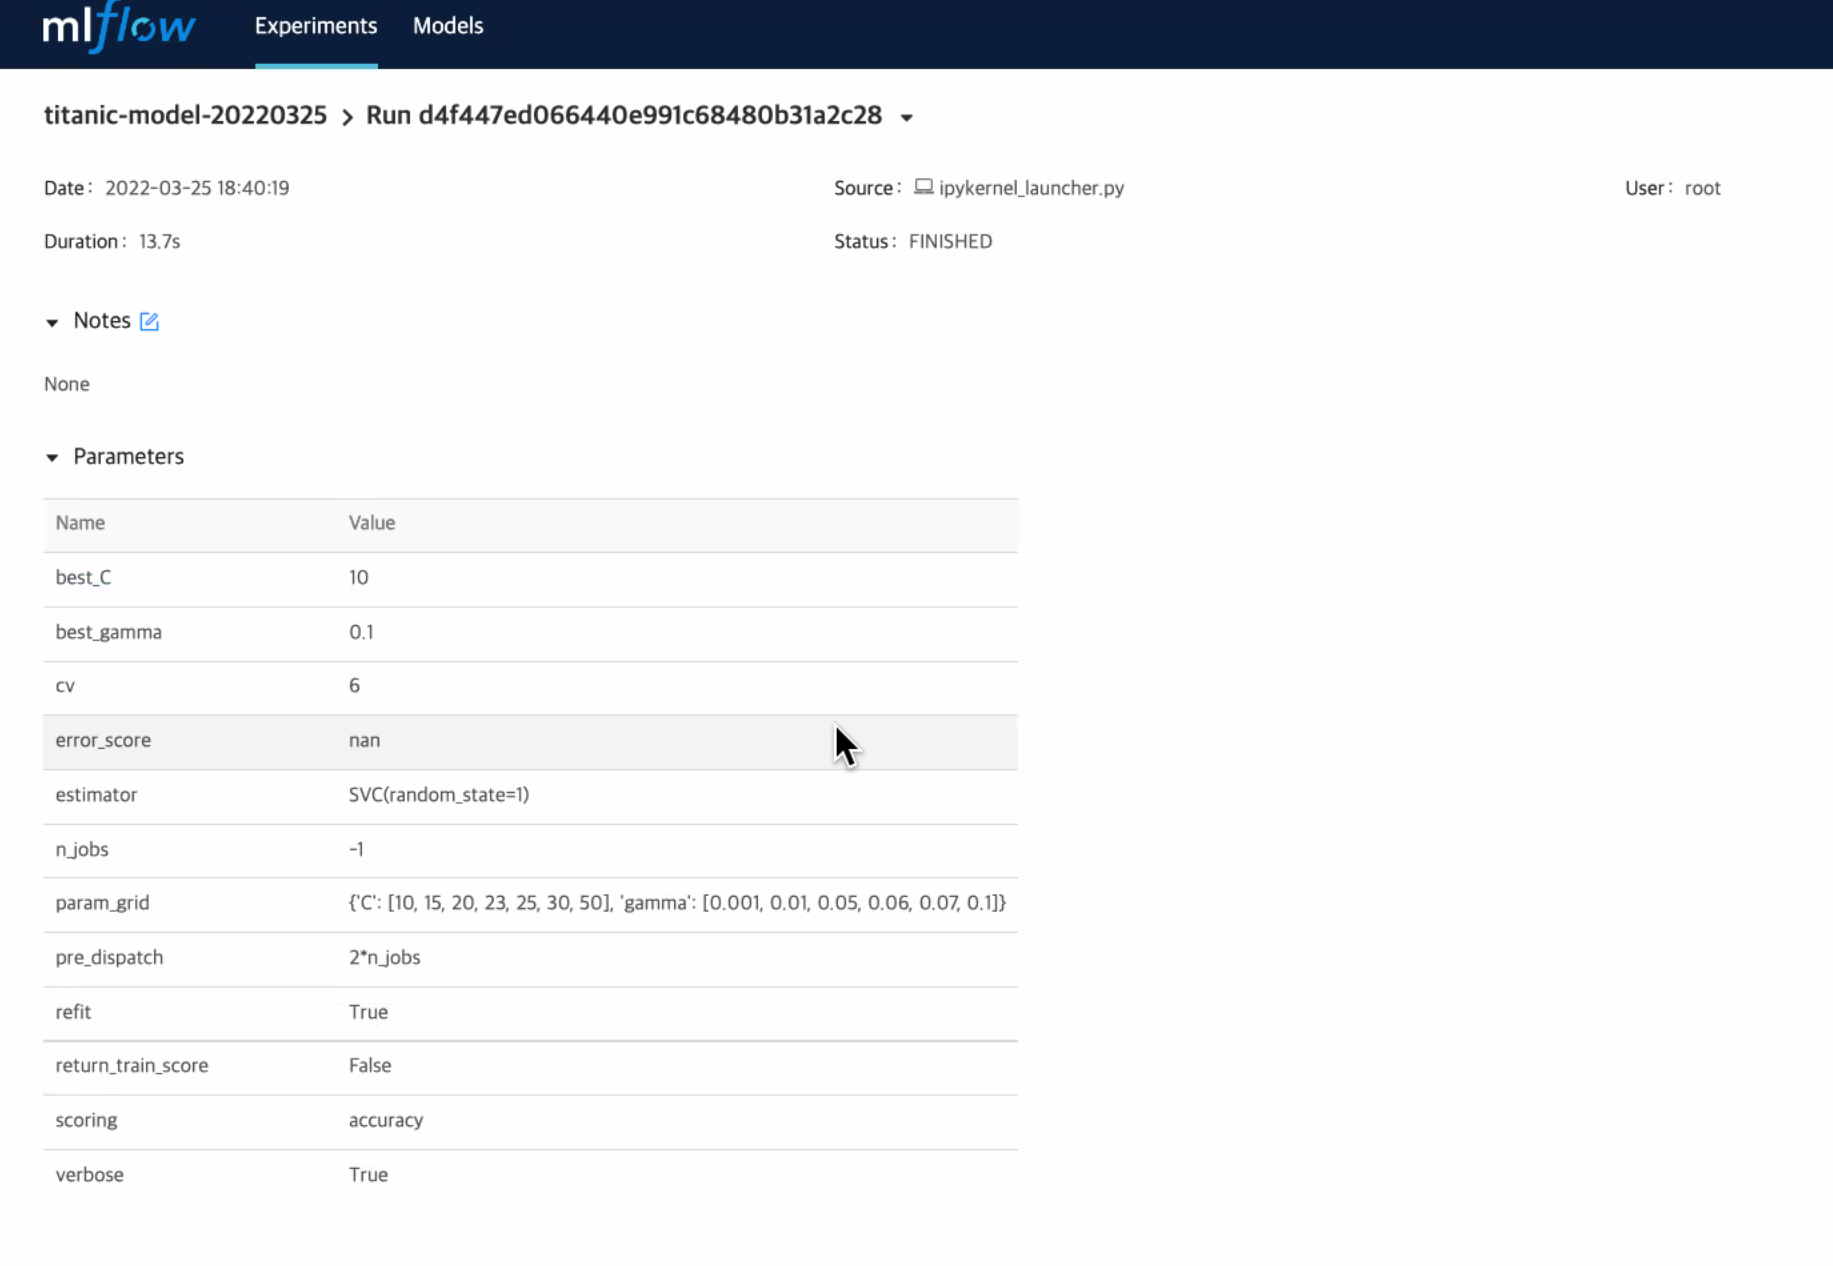 mlflow Experiments Models
titanic-model-20220325 > Run d4f447ed066440e991c68480b31a2c28
Date: 2022-03-25 18:40:19 Source: ipykernel_launcher.py User: root
Duration: 13.7s Status: FINISHED
Notes
None
Parameters
Name Value
best_C 10
best_gamma 0.1
cv 6
error_score nan
estimator SVC(random_state=1)
n_jobs -1
param_grid {'C': [10, 15, 20, 23, 25, 30, 50], 'gamma': [0.001, 0.01, 0.05, 0.06, 0.07, 0.1]}
pre_dispatch 2*n_jobs
refit True
return_train_score False
scoring accuracy
verbose True